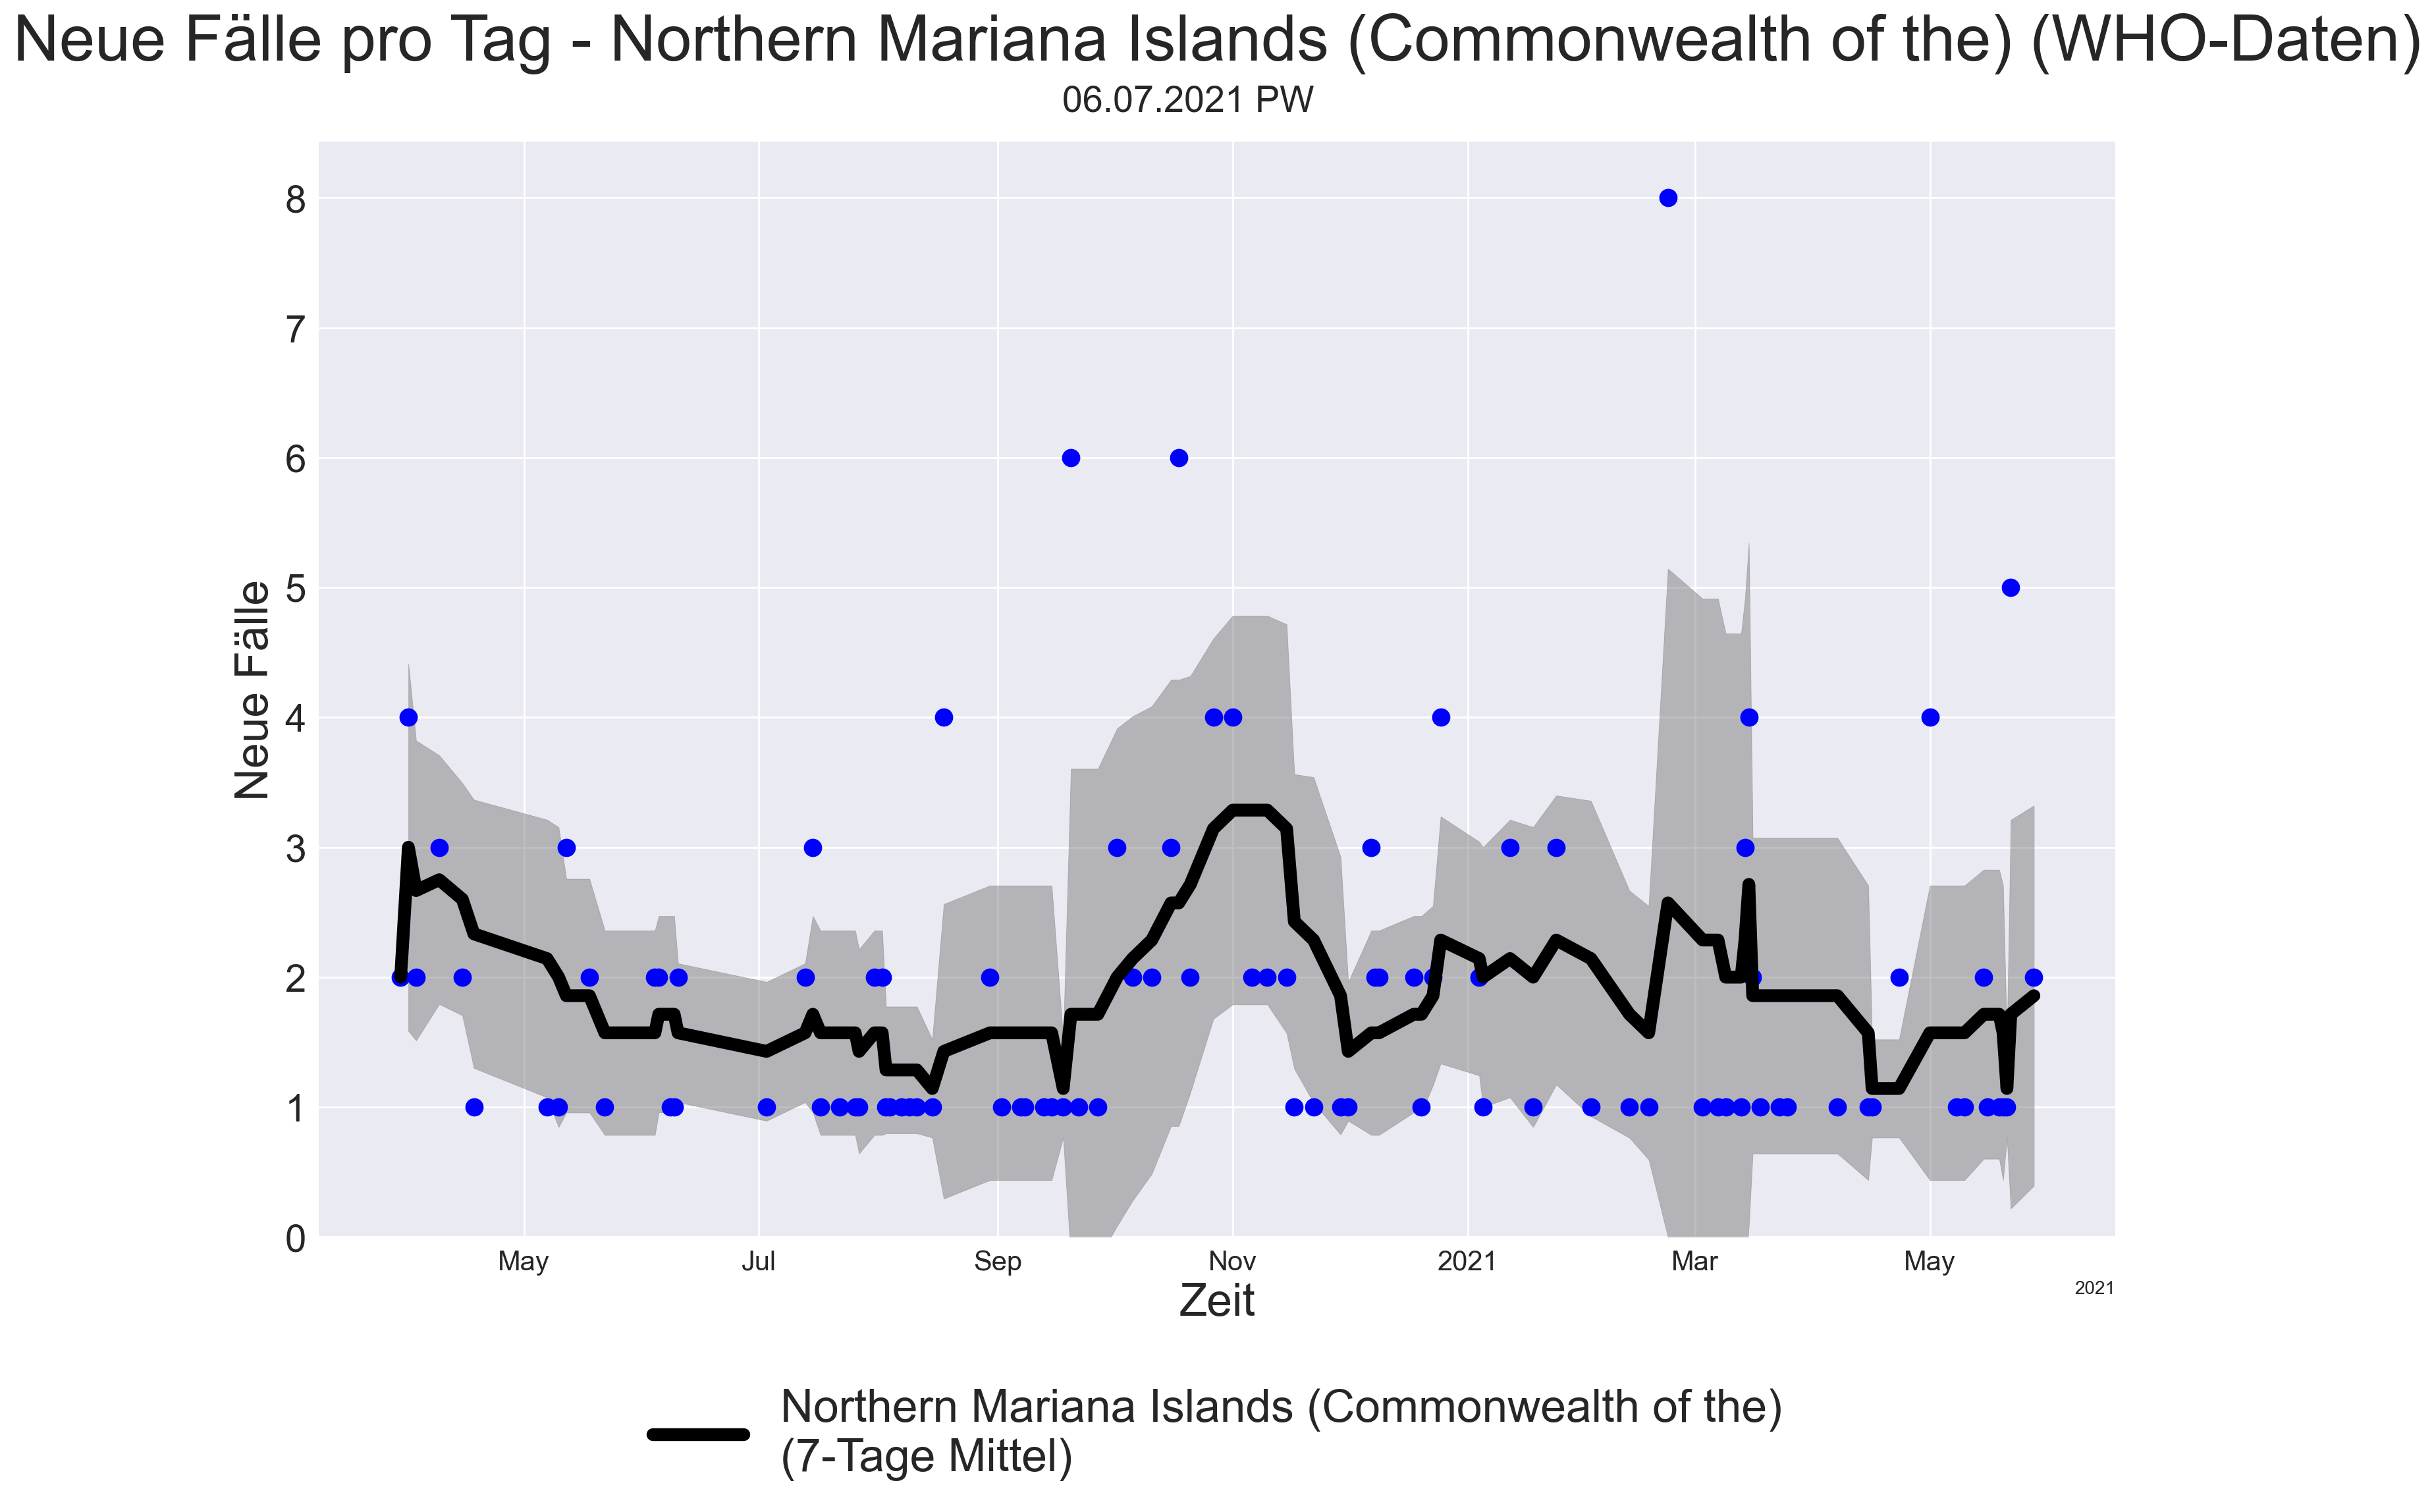 Neue Fälle pro Tag - Northern Mariana Islands (Commonwealth of the) (WHO-Daten)
06.07.2021 PW
Neue Fälle
8
7
6
5
4
3
2
1
0
May
Jul
Sep
Nov
2021
Mar
May
2021
Zeit
Northern Mariana Islands (Commonwealth of the)
(7-Tage Mittel)